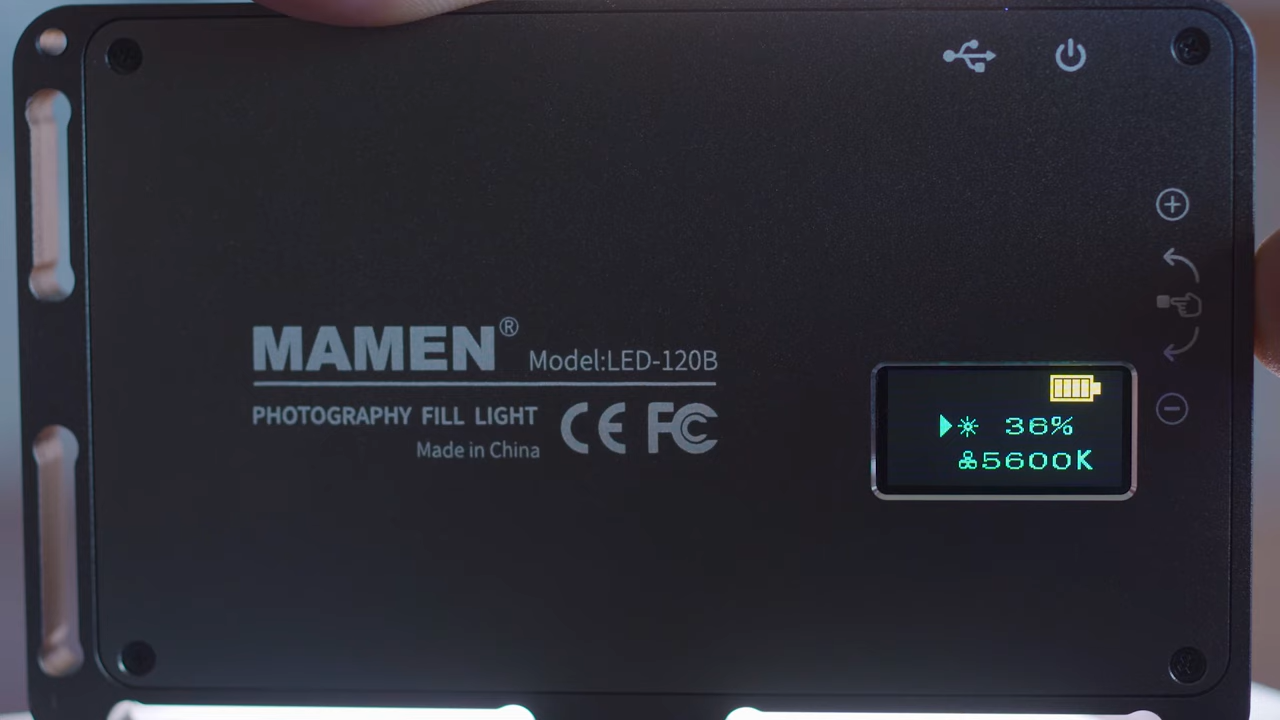 MAMEN®
Model:LED-120B
PHOTOGRAPHY FILL LIGHT
Made in China
CE FC
36%
5600K